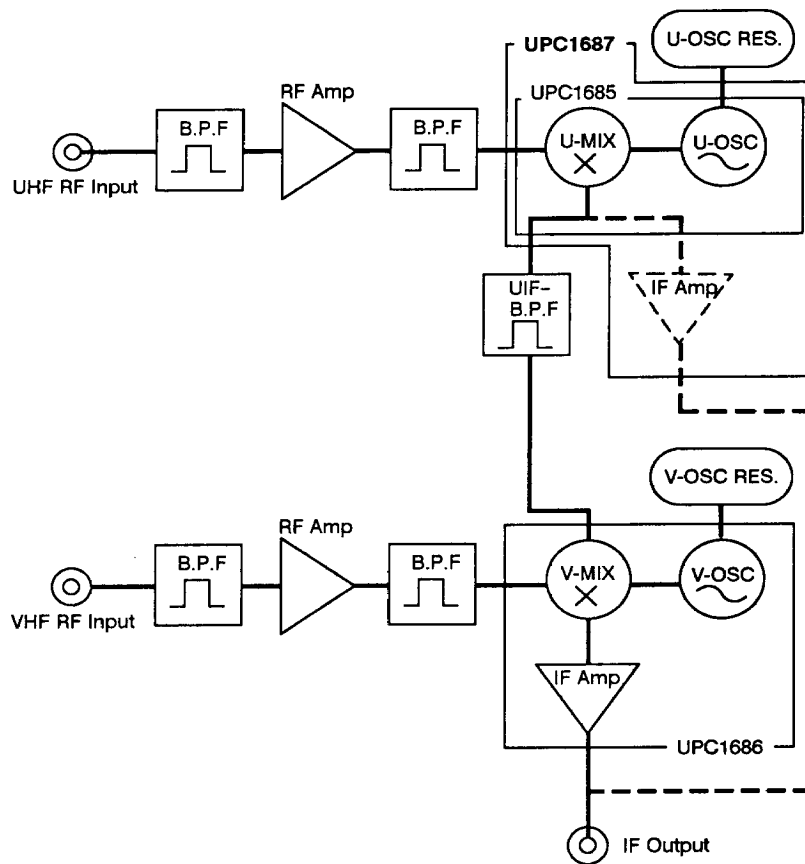 U-OSC RES.
UPC1687
RF Amp
UPC1685
B.P.F
B.P.F
U-MIX
U-OSC
UHF RF Input
UIF–
B.P.F
IF Amp
V-OSC RES.
RF Amp
B.P.F
B.P.F
V-MIX
V-OSC
VHF RF Input
IF Amp
UPC1686
IF Output